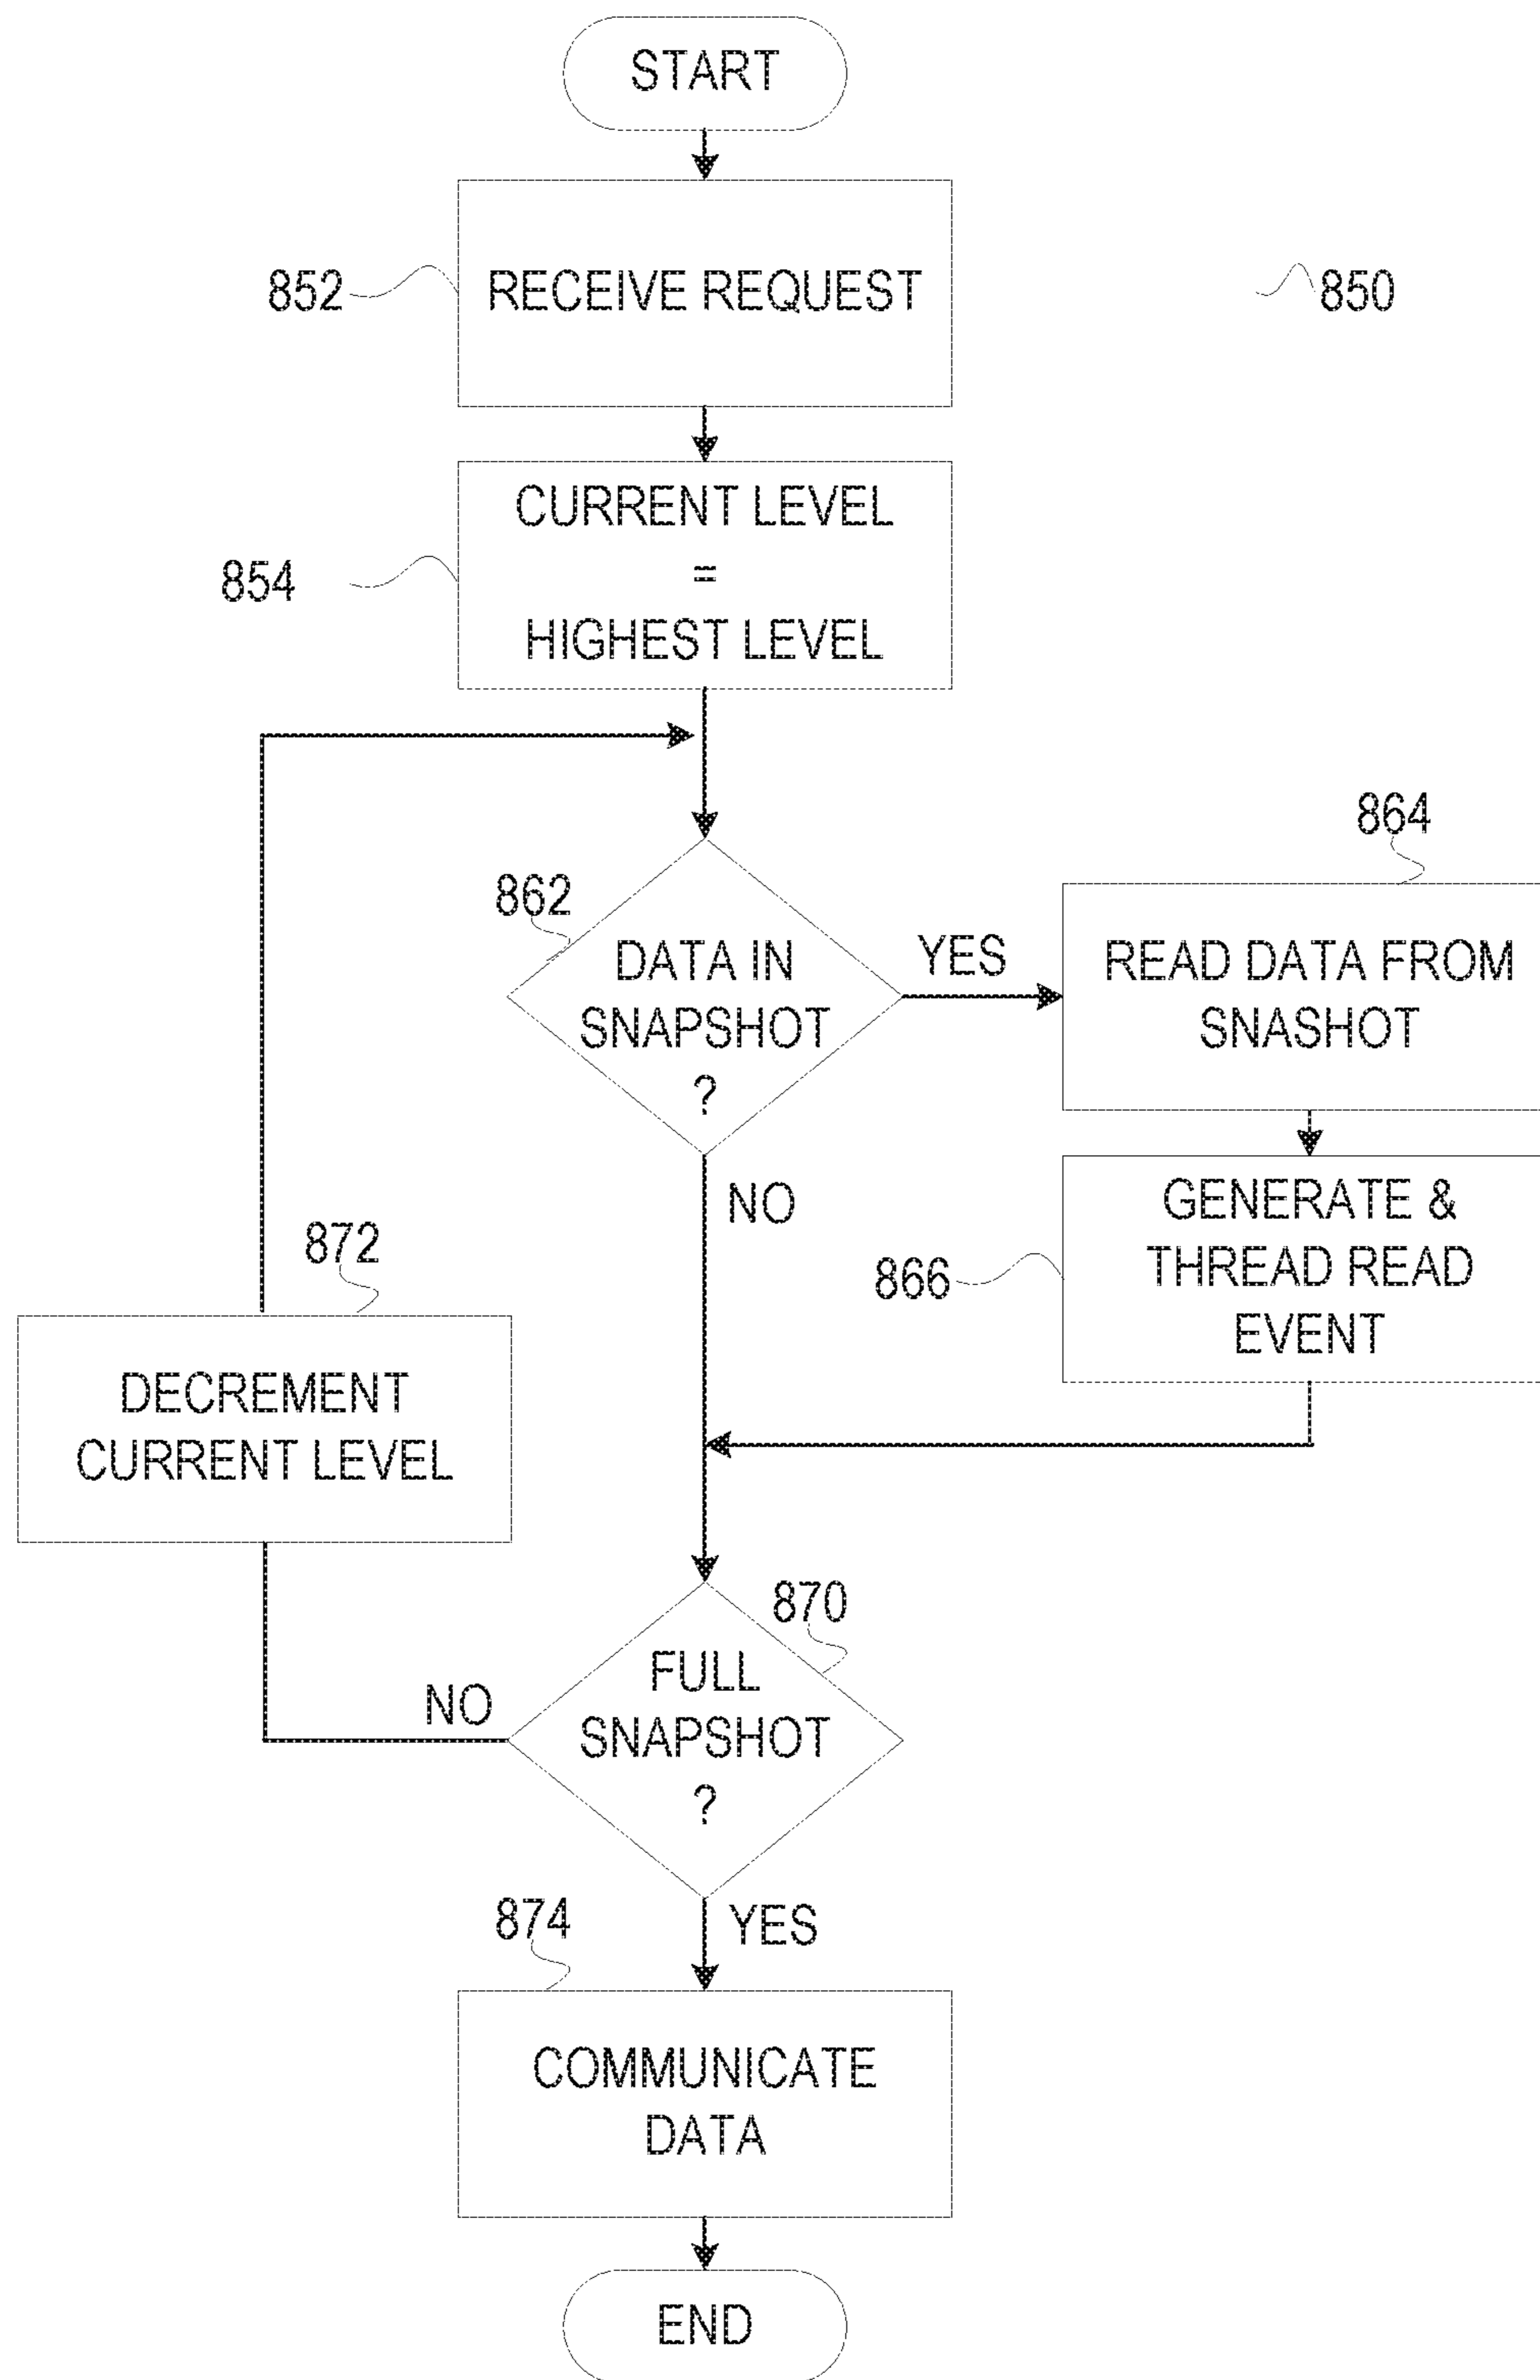 START
852
RECEIVE REQUEST
850
CURRENT LEVEL
=
HIGHEST LEVEL
854
864
862
DATA IN
SNAPSHOT
?
YES
READ DATA FROM
SNASHOT
NO
872
866
GENERATE &
THREAD READ
EVENT
DECREMENT
CURRENT LEVEL
870
NO
FULL
SNAPSHOT
?
874
YES
COMMUNICATE
DATA
END